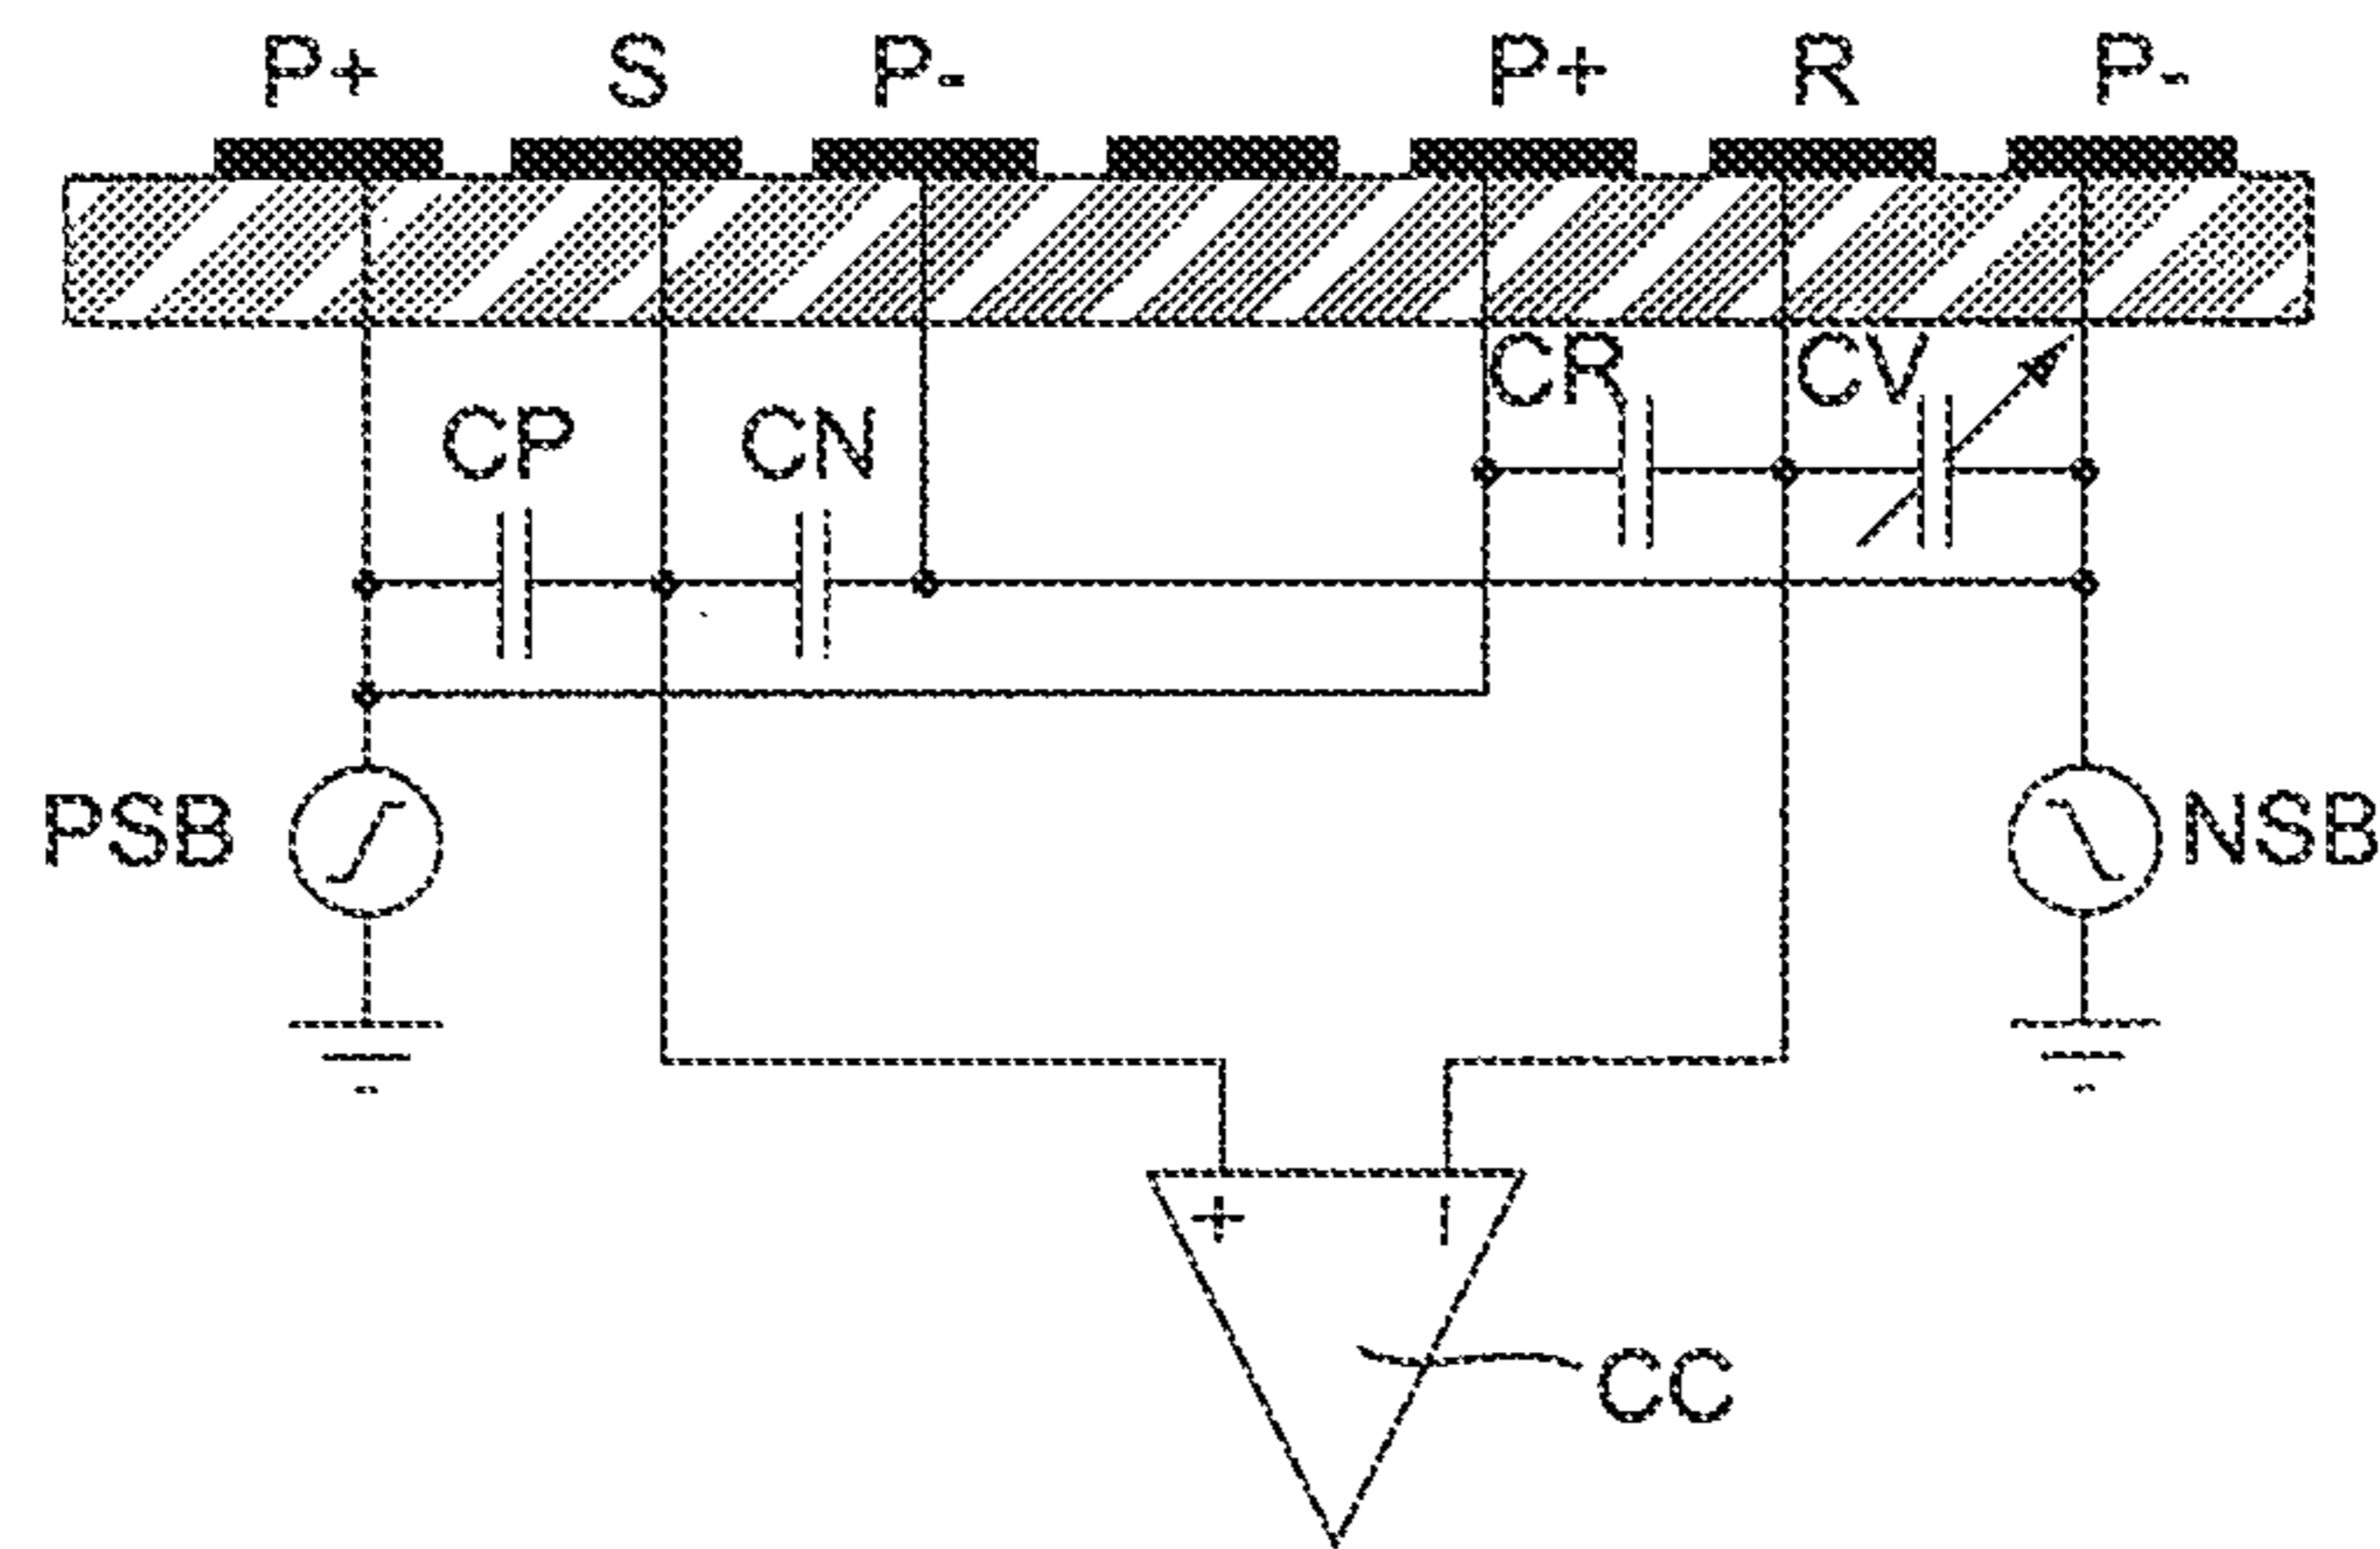 P+ S P- P+ R P-
CR CV
CP CN
PSB NSB
+ −
CC